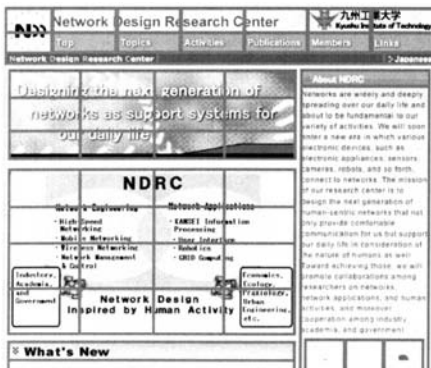 Network Design Research Center
九州工業大学
Kyushu Institute of Technology
Top Topics Activities Publications Members Links
Network Design Research Center
Japanese
Designing the next generation of
networks as support systems for
our daily life
About NDRC
Networks are widely and deeply
spreading over our daily life and
about to be fundamental to our
variety of activities. We will soon
enter a new era in which various
electronic devices, such as
electronic appliances, sensors
cameras, robots, and so forth,
connect to networks. The mission
of our research center is to
design the next generation of
human-centric networks that not
only provide comfortable
communication for us but support
our daily life in consideration of
the nature of humans as well
Toward achieving those, we will
promote collaborations among
researchers on networks,
network applications, and human
activities, and moreover
cooperation among industry
academia, and government
NDRC
Network Engineering
・High-Speed
Networking
・Mobile Networking
・Wireless Networking
・Network Management
& Control
Network Applications
・KANSEI Information
Processing
・User Interface
・Robotics
・GRID Computing
Industory,
Academia,
and
Government
Economics,
Ecology,
Physiology,
Urban
Engineering,
etc.
Network Design
Inspired by Human Activity
What's New